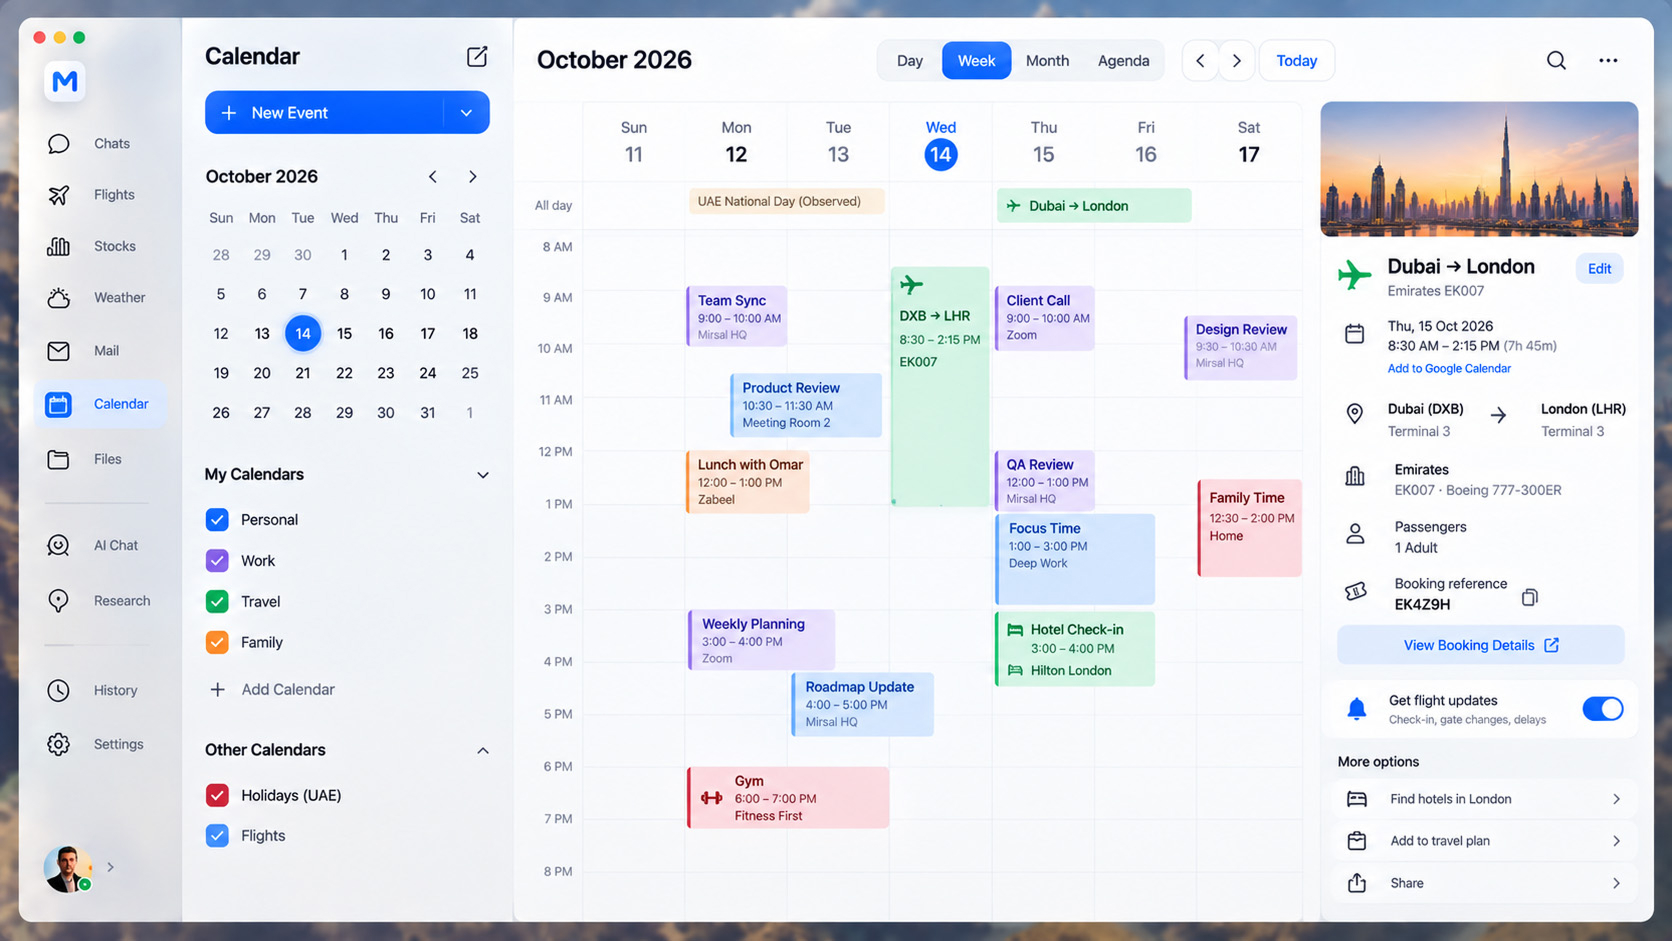 M
Chats
Flights
Stocks
Weather
Mail
Calendar
Files
AI Chat
Research
History
Settings
Calendar
+ New Event
October 2026
Sun Mon Tue Wed Thu Fri Sat
28 29 30 1 2 3 4
5 6 7 8 9 10 11
12 13 14 15 16 17 18
19 20 21 22 23 24 25
26 27 28 29 30 31 1
My Calendars
Personal
Work
Travel
Family
+ Add Calendar
Other Calendars
Holidays (UAE)
Flights
October 2026
Day Week Month Agenda
Today
Sun Mon Tue Wed Thu Fri Sat
11 12 13 14 15 16 17
All day
UAE National Day (Observed)
Dubai → London
8 AM
9 AM
10 AM
11 AM
12 PM
1 PM
2 PM
3 PM
4 PM
5 PM
6 PM
7 PM
8 PM
Team Sync
9:00 – 10:00 AM
Mirsal HQ
Product Review
10:30 – 11:30 AM
Meeting Room 2
Lunch with Omar
12:00 – 1:00 PM
Zabeel
Weekly Planning
3:00 – 4:00 PM
Zoom
Roadmap Update
4:00 – 5:00 PM
Mirsal HQ
Gym
6:00 – 7:00 PM
Fitness First
DXB → LHR
8:30 – 2:15 PM
EK007
Client Call
9:00 – 10:00 AM
Zoom
QA Review
12:00 – 1:00 PM
Mirsal HQ
Focus Time
1:00 – 3:00 PM
Deep Work
Hotel Check-in
3:00 – 4:00 PM
Hilton London
Design Review
9:30 – 10:30 AM
Mirsal HQ
Family Time
12:30 – 2:00 PM
Home
Dubai → London
Edit
Emirates EK007
Thu, 15 Oct 2026
8:30 AM – 2:15 PM (7h 45m)
Add to Google Calendar
Dubai (DXB) → London (LHR)
Terminal 3 Terminal 3
Emirates
EK007 · Boeing 777-300ER
Passengers
1 Adult
Booking reference
EK4Z9H
View Booking Details
Get flight updates
Check-in, gate changes, delays
More options
Find hotels in London
Add to travel plan
Share